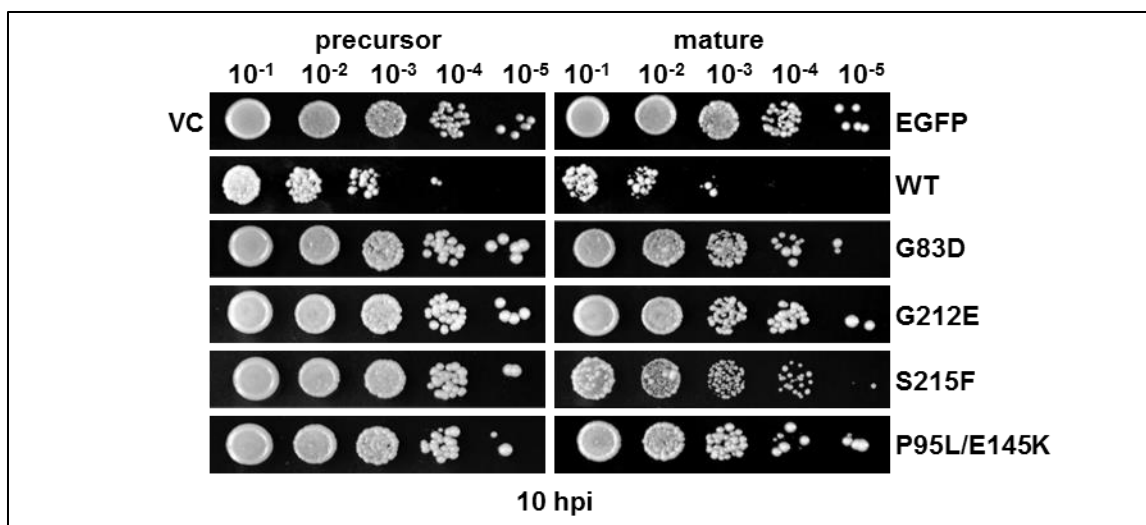 precursor mature
10-1 10-2 10-3 10-4 10-5 10-1 10-2 10-3 10-4 10-5
VC EGFP
WT
G83D
G212E
S215F
P95L/E145K
10 hpi